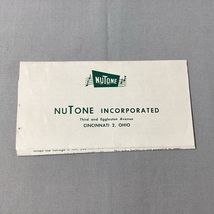 NUTONE
NUTONE INCORPORATED
Third and Eggleston Avenue
CINCINNATI 2, OHIO